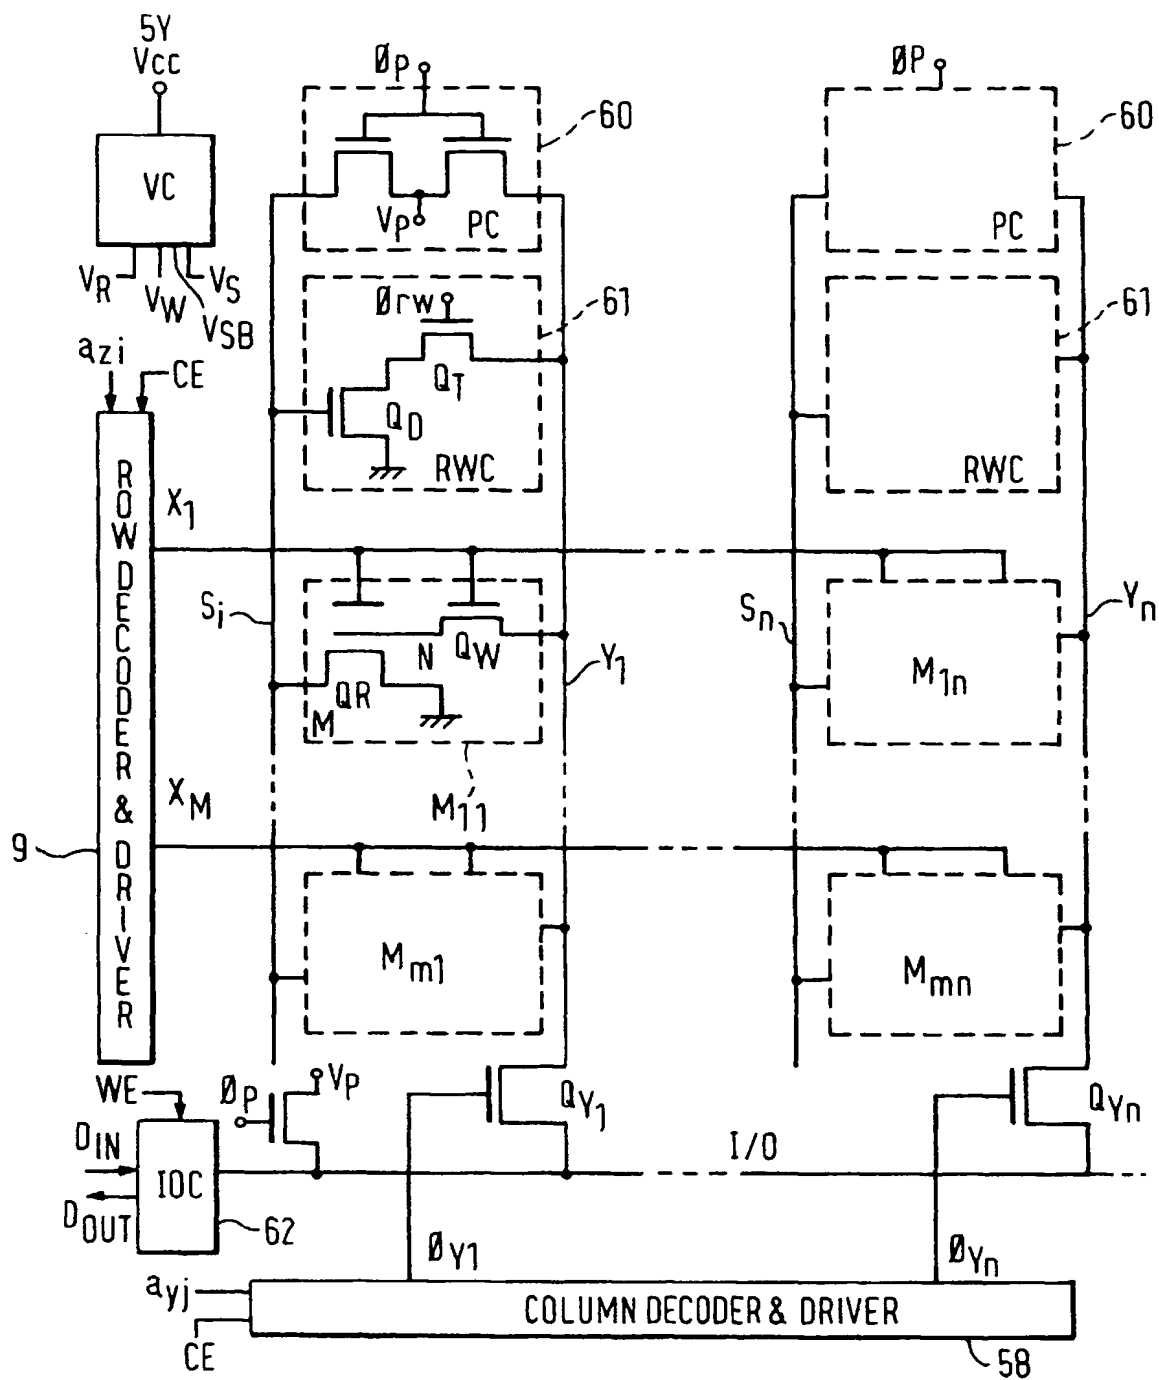 5Y
Vcc
VC
VR
VW
VSB
VS
ØP
60
VP
PC
ØP
60
PC
Ørw
61
QT
QD
RWC
61
RWC
azi
CE
ROW DECODER & DRIVER
9
X1
Si
N
QW
QR
M
Y1
M11
Sn
M1n
Yn
XM
Mm1
Mmn
WE
ØP
VP
DIN
IOC
DOUT
62
QY1
QYn
I/O
ØY1
ØYn
ayj
CE
COLUMN DECODER & DRIVER
58